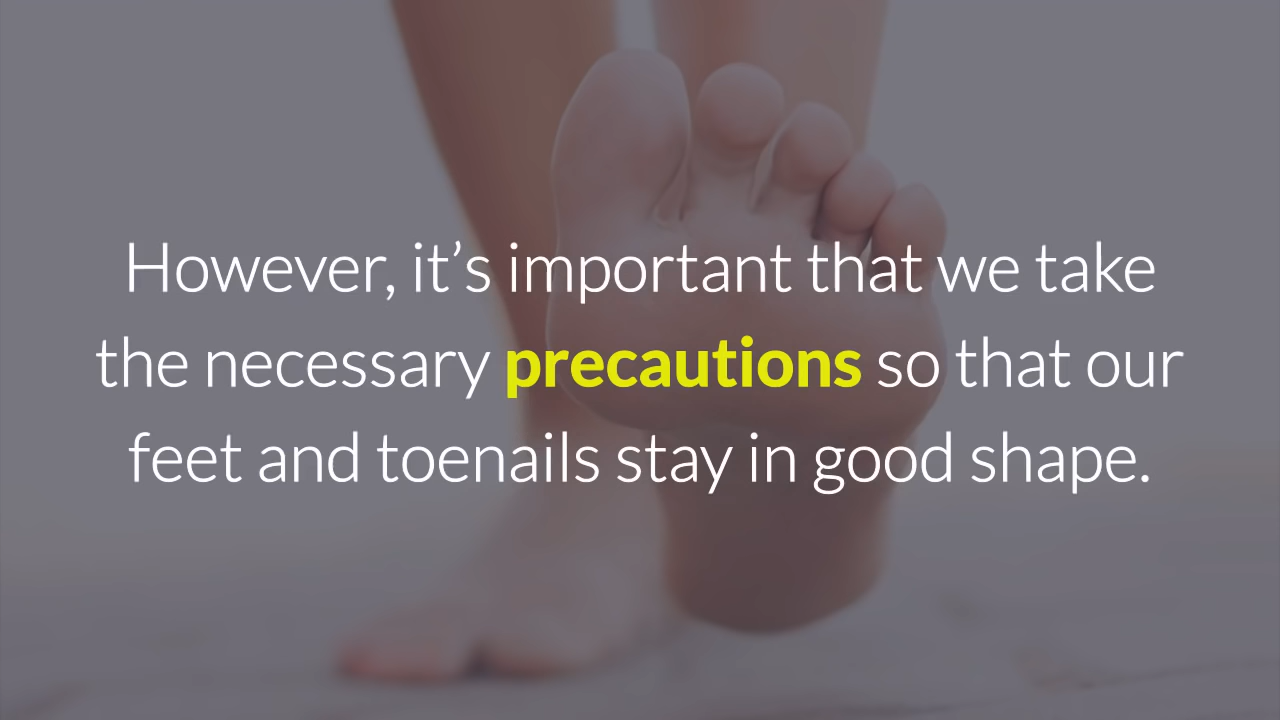 However, it’s important that we take
the necessary precautions so that our
feet and toenails stay in good shape.